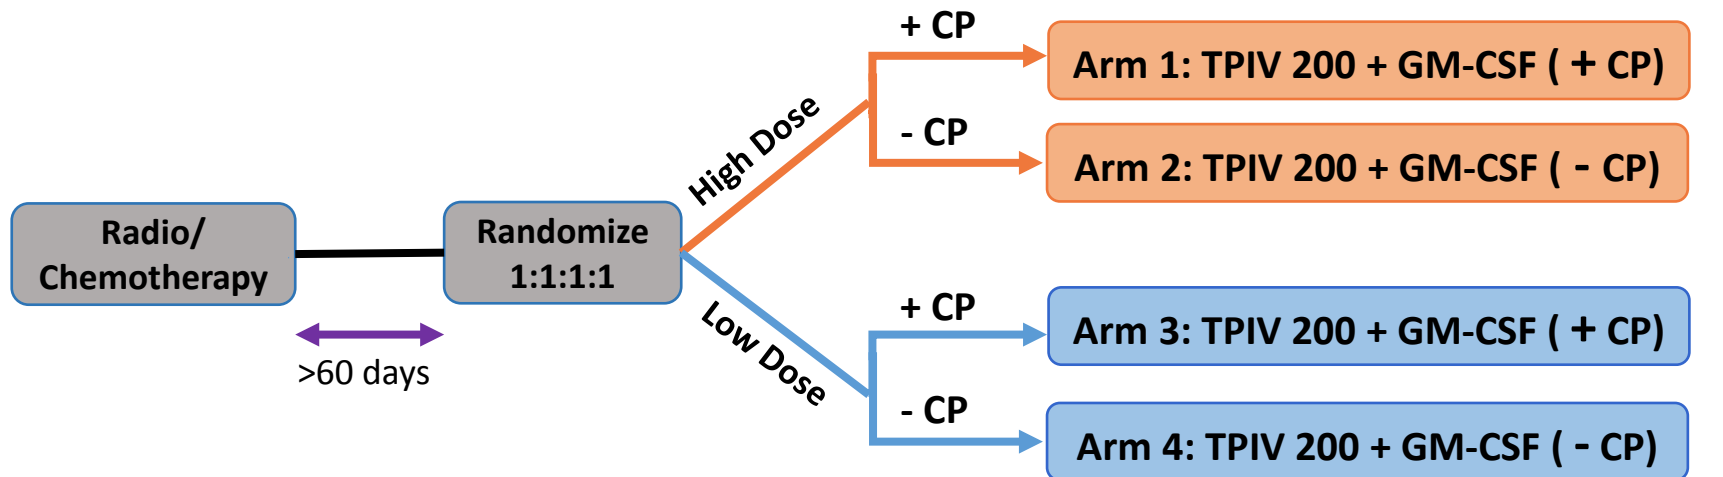 Radio/
Chemotherapy
>60 days
Randomize
1:1:1:1
High Dose
Low Dose
+ CP
Arm 1: TPIV 200 + GM-CSF ( + CP)
- CP
Arm 2: TPIV 200 + GM-CSF ( - CP)
+ CP
Arm 3: TPIV 200 + GM-CSF ( + CP)
- CP
Arm 4: TPIV 200 + GM-CSF ( - CP)